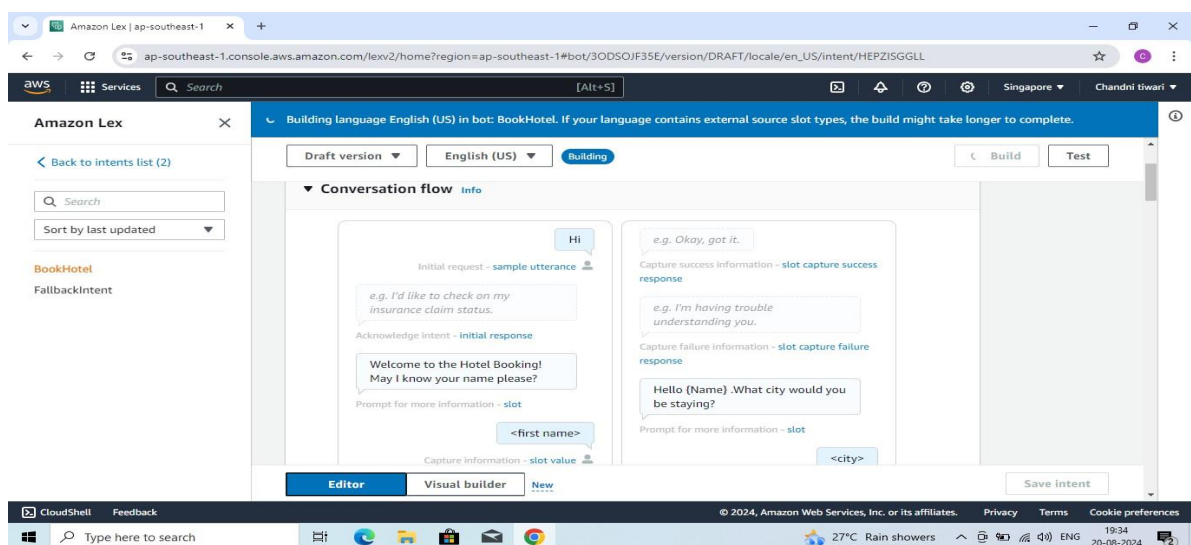 Amazon Lex | ap-southeast-1
ap-southeast-1.console.aws.amazon.com/lexv2/home?region=ap-southeast-1#bot/3ODSOJF35E/version/DRAFT/locale/en_US/intent/HEPZISGGLL
C
aws
Services
Search
[Alt+S]
Singapore
Chandni tiwari
Amazon Lex
Building language English (US) in bot: BookHotel. If your language contains external source slot types, the build might take longer to complete.
Back to intents list (2)
Draft version
English (US)
Building
Build
Test
Search
Sort by last updated
BookHotel
FallbackIntent
Conversation flow Info
Hi
Initial request - sample utterance
e.g. I'd like to check on my
insurance claim status.
Acknowledge intent - initial response
Welcome to the Hotel Booking!
May I know your name please?
Prompt for more information - slot
<first name>
Capture information - slot value
e.g. Okay, got it.
Capture success information - slot capture success
response
e.g. I'm having trouble
understanding you.
Capture failure information - slot capture failure
response
Hello {Name} .What city would you
be staying?
Prompt for more information - slot
<city>
Editor
Visual builder
New
Save intent
CloudShell
Feedback
© 2024, Amazon Web Services, Inc. or its affiliates.
Privacy
Terms
Cookie preferences
Type here to search
27°C Rain showers
ENG
19:34
20-08-2024
2